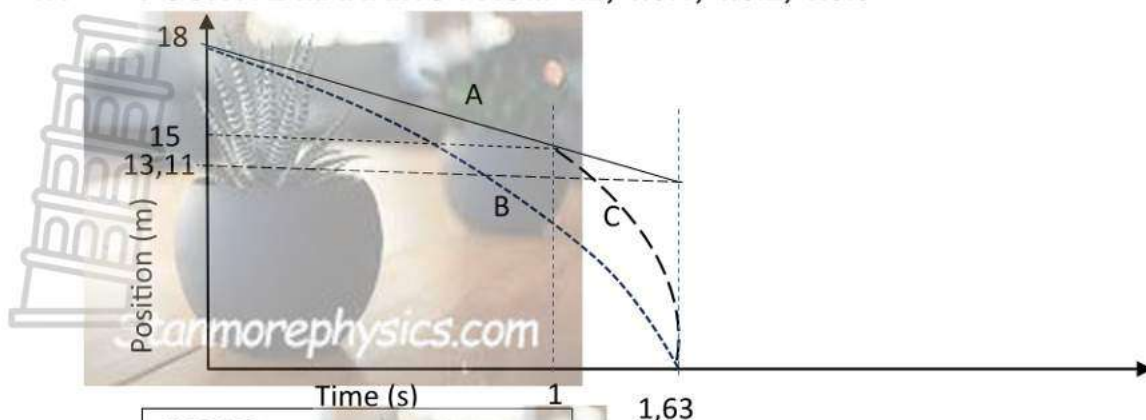 18
A
15
13,11
B
C
Position (m)
Stanmorephysics.com
Time (s)
1
1,63